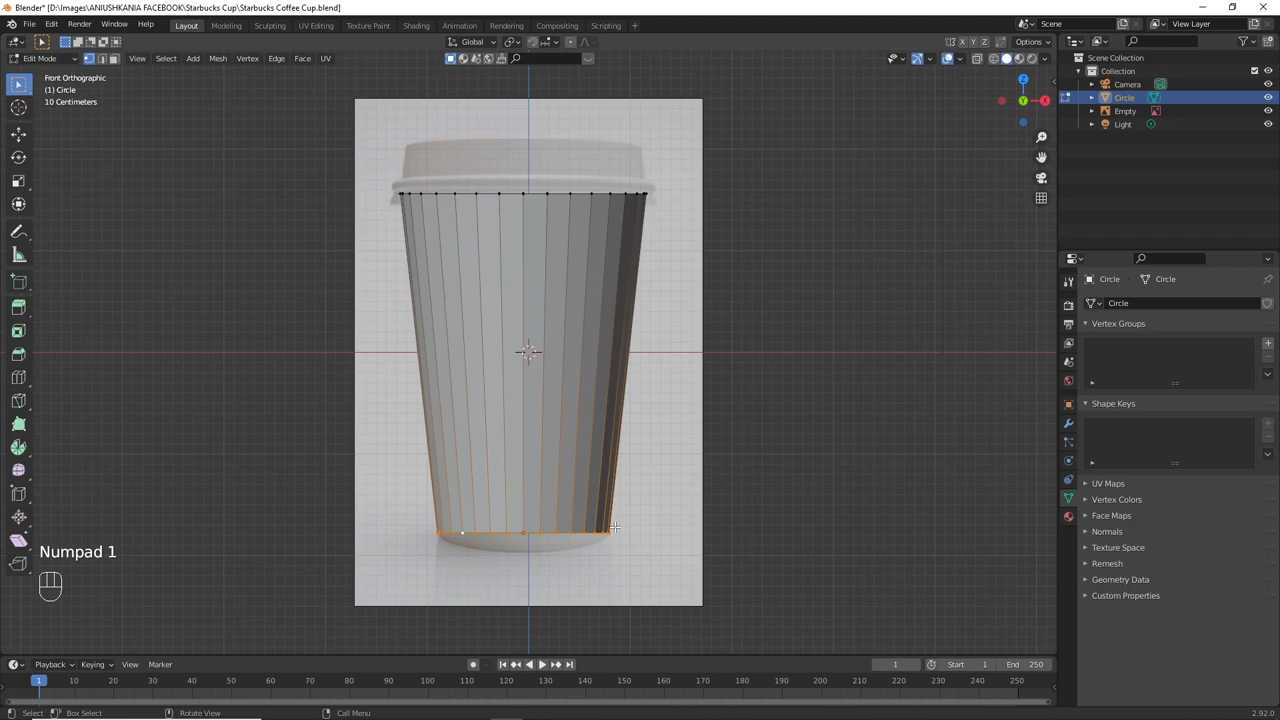 Blender* [D:\Images\ANIUSHKANIA FACEBOOK\Starbucks Cup\Starbucks Coffee Cup.blend]
File Edit Render Window Help Layout Modeling Sculpting UV Editing Texture Paint Shading Animation Rendering Compositing Scripting + Scene View Layer
Global Options
Edit Mode View Select Add Mesh Vertex Edge Face UV
Front Orthographic
(1) Circle
10 Centimeters
Numpad 1
X Y Z
Z
Y
X
Scene Collection
Collection
Camera
Circle
Empty
Light
Circle Circle
Circle
Vertex Groups
Shape Keys
UV Maps
Vertex Colors
Face Maps
Normals
Texture Space
Remesh
Geometry Data
Custom Properties
Playback Keying View Marker 1 Start 1 End 250
1 10 20 30 40 50 60 70 80 90 100 110 120 130 140 150 160 170 180 190 200 210 220 230 240 250
Select Box Select Rotate View Call Menu 2.92.0